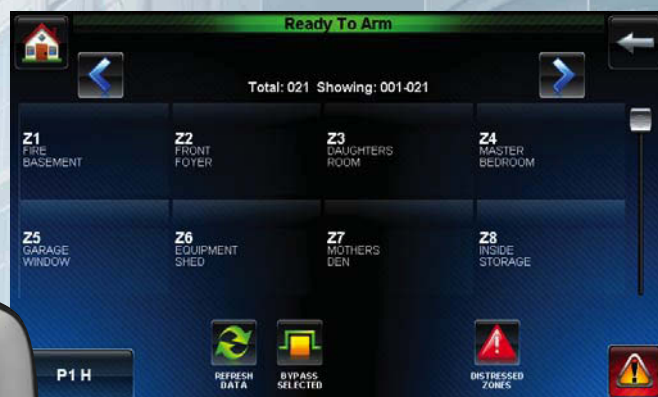 Ready To Arm
Total: 021 Showing: 001-021
Z1
FIRE
BASEMENT
Z2
FRONT
FOYER
Z3
DAUGHTERS
ROOM
Z4
MASTER
BEDROOM
Z5
GARAGE
WINDOW
Z6
EQUIPMENT
SHED
Z7
MOTHERS
DEN
Z8
INSIDE
STORAGE
P1 H
REFRESH
DATA
BYPASS
SELECTED
DISTRESSED
ZONES